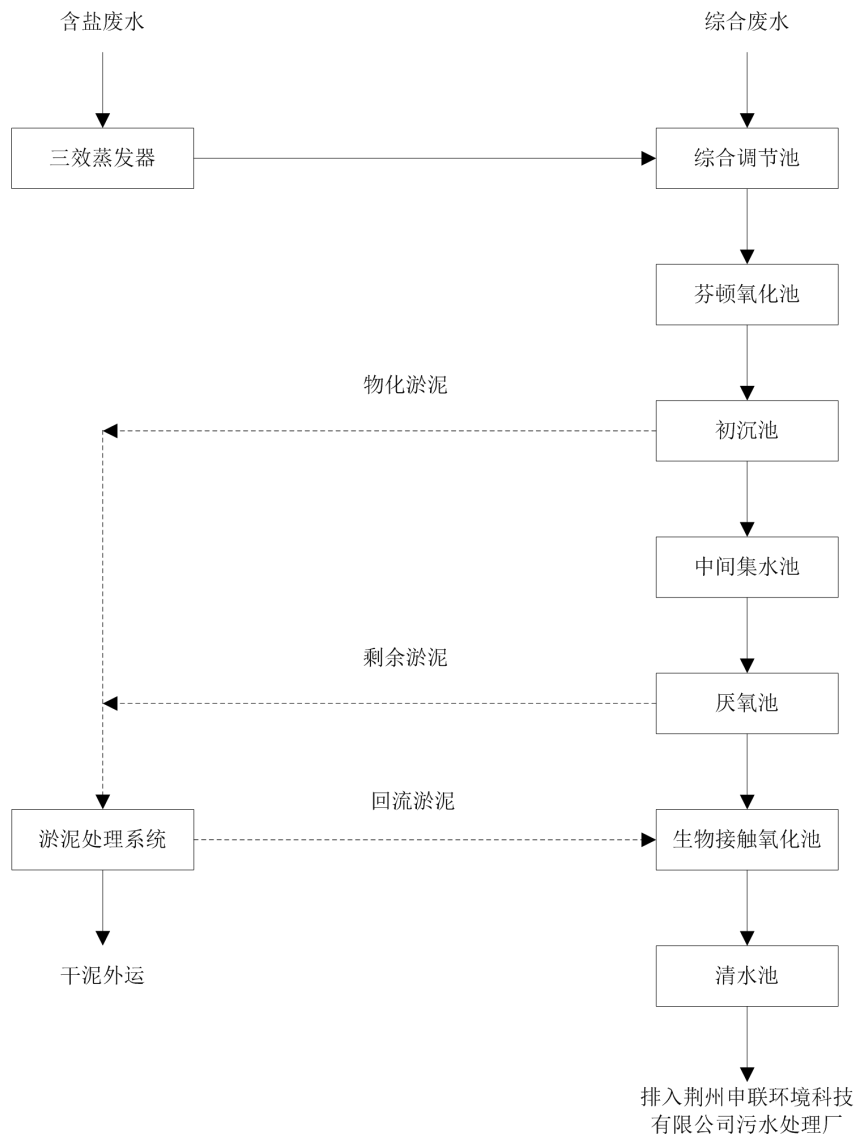 含盐废水
综合废水
三效蒸发器
综合调节池
芬顿氧化池
物化淤泥
初沉池
中间集水池
剩余淤泥
厌氧池
回流淤泥
淤泥处理系统
生物接触氧化池
干泥外运
清水池
排入荆州申联环境科技
有限公司污水处理厂